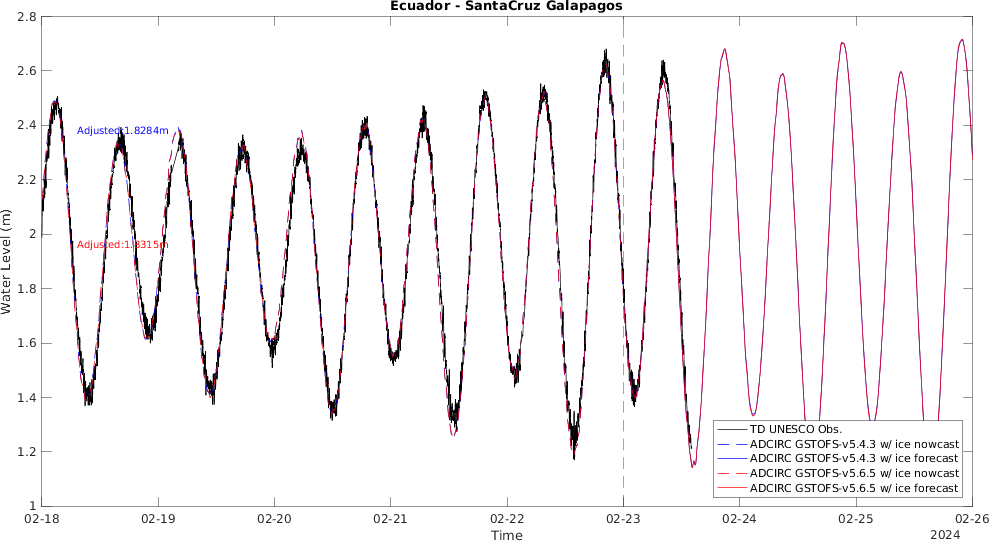 Ecuador - SantaCruz Galapagos
2.8
2.6
2.4
2.2
2
1.8
1.6
1.4
1.2
1
Water Level (m)
Adjusted:1.8284m
Adjusted:1.8315m
TD UNESCO Obs.
ADCIRC GSTOFS-v5.4.3 w/ ice nowcast
ADCIRC GSTOFS-v5.4.3 w/ ice forecast
ADCIRC GSTOFS-v5.6.5 w/ ice nowcast
ADCIRC GSTOFS-v5.6.5 w/ ice forecast
02-18 02-19 02-20 02-21 02-22 02-23 02-24 02-25 02-26
Time
2024